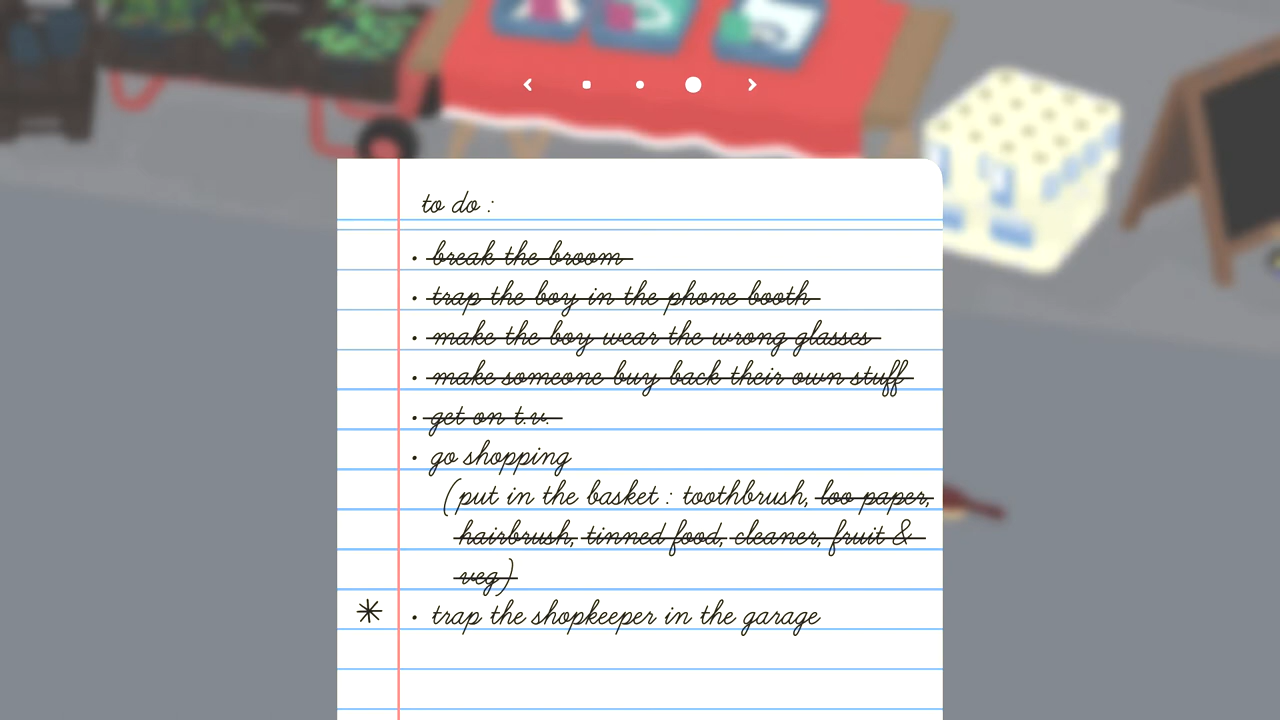 to do :
• break the broom
• trap the boy in the phone booth
• make the boy wear the wrong glasses
• make someone buy back their own stuff
• get on t.v.
• go shopping
(put in the basket : toothbrush, loo paper,
hairbrush, tinned food, cleaner, fruit &
veg)
* • trap the shopkeeper in the garage